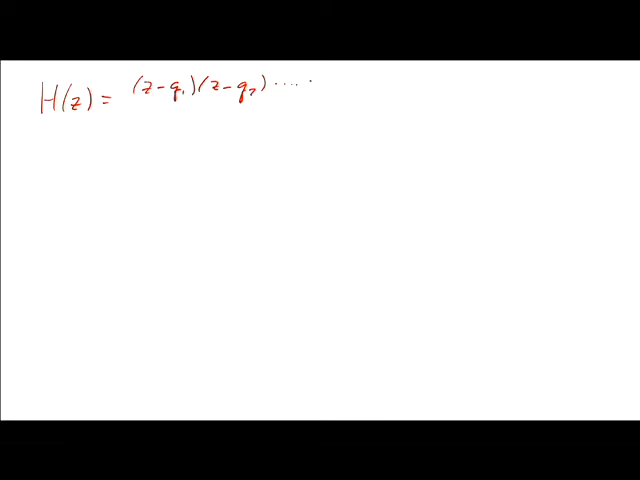 H(z) = (z-q₁)(z-q₂).....